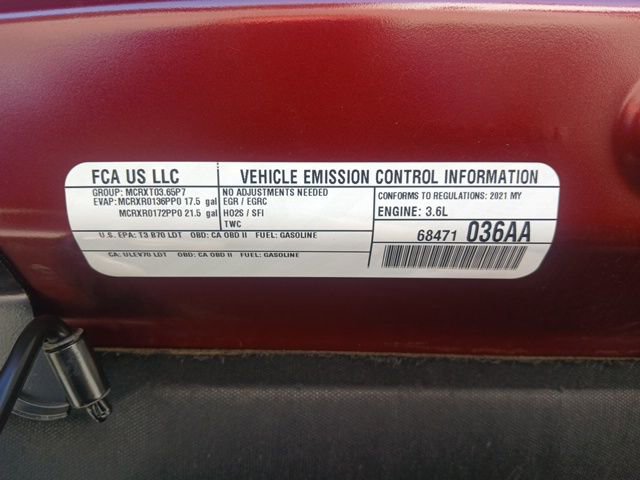 FCA US LLC
VEHICLE EMISSION CONTROL INFORMATION
GROUP: MCRXT03.65P7
EVAP: MCRXR0136PP0 17.5 gal
MCRXR0172PP0 21.5 gal
NO ADJUSTMENTS NEEDED
EGR / EGRC
HO2S / SFI
TWC
CONFORMS TO REGULATIONS: 2021 MY
ENGINE: 3.6L
U.S. EPA: T3 B70 LDT OBD: CA OBD II FUEL: GASOLINE
68471 036AA
CA: ULEV70 LDT OBD: CA OBD II FUEL: GASOLINE